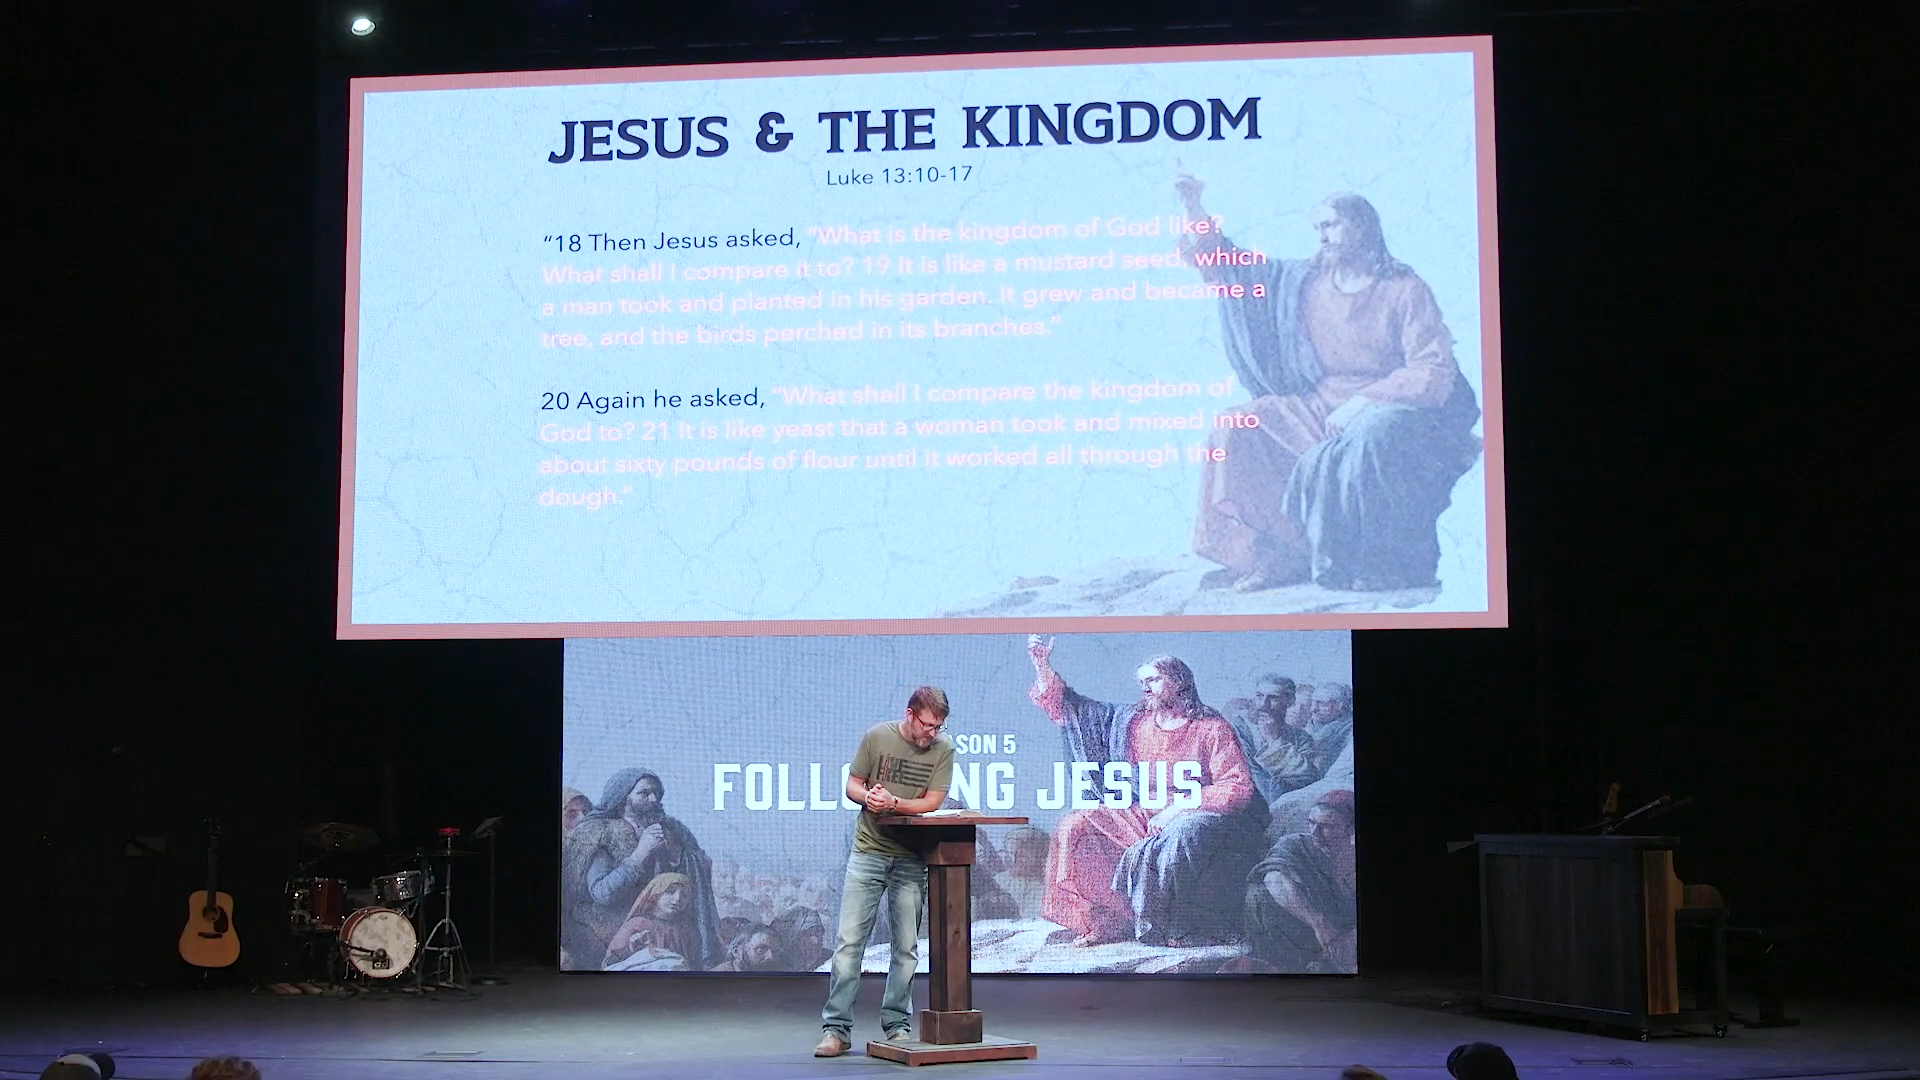 JESUS & THE KINGDOM
Luke 13:10-17
“18 Then Jesus asked, “What is the kingdom of God like?
What shall I compare it to? 19 It is like a mustard seed, which
a man took and planted in his garden. It grew and became a
tree, and the birds perched in its branches.”
20 Again he asked, “What shall I compare the kingdom of
God to? 21 It is like yeast that a woman took and mixed into
about sixty pounds of flour until it worked all through the
dough.”
SON 5
FOLLO NG JESUS